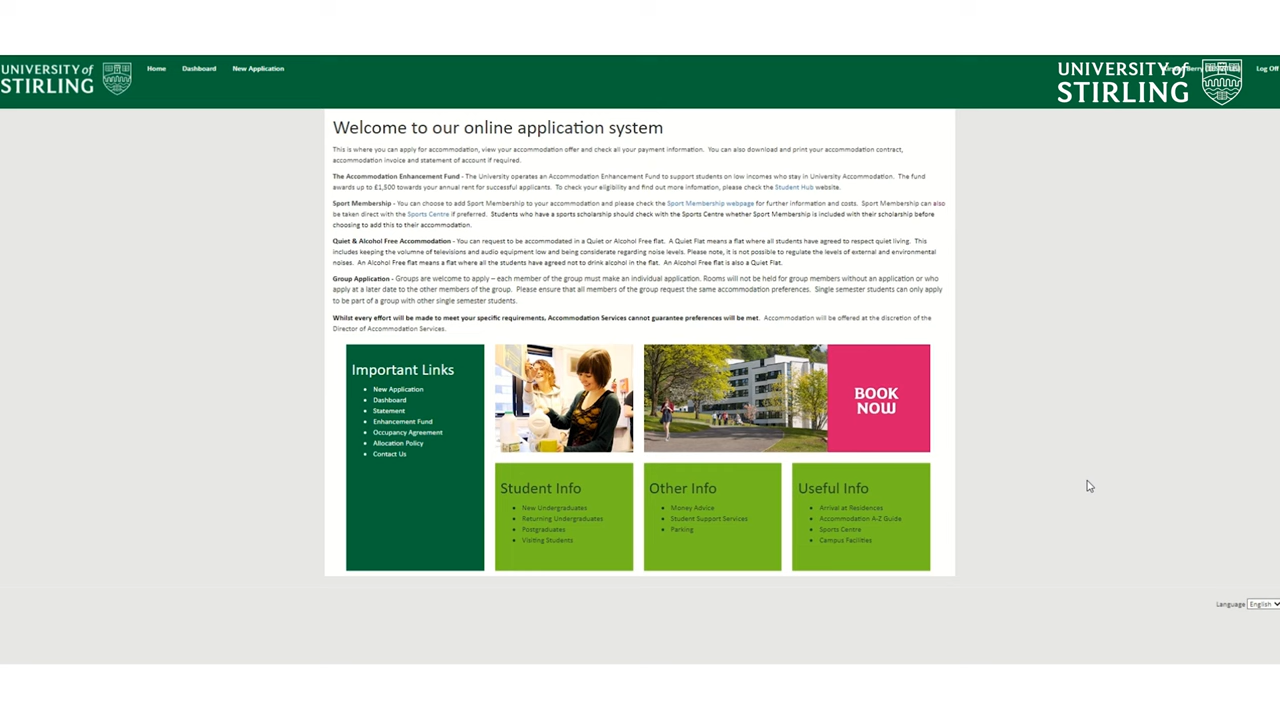 UNIVERSITY of
STIRLING
Home Dashboard New Application
UNIVERSITY of
STIRLING
Log Off
Welcome to our online application system
This is where you can apply for accommodation, view your accommodation offer and check all your payment information. You can also download and print your accommodation contract,
accommodation invoice and statement of account if required.
The Accommodation Enhancement Fund - The University operates an Accommodation Enhancement Fund to support students on low incomes who stay in University Accommodation. The fund
awards up to £1,500 towards your annual rent for successful applicants. To check your eligibility and find out more infomation, please check the Student Hub website.
Sport Membership - You can choose to add Sport Membership to your accommodation and please check the Sport Membership webpage for further information and costs. Sport Membership can also
be taken direct with the Sports Centre if preferred. Students who have a sports scholarship should check with the Sports Centre whether Sport Membership is included with their scholarship before
choosing to add this to their accommodation.
Quiet & Alcohol Free Accommodation - You can request to be accommodated in a Quiet or Alcohol Free flat. A Quiet Flat means a flat where all students have agreed to respect quiet living. This
includes keeping the volumne of televisions and audio equipment low and being considerate regarding noise levels. Please note, it is not possible to regulate the levels of external and environmental
noises. An Alcohol Free flat means a flat where all the students have agreed not to drink alcohol in the flat. An Alcohol Free Flat is also a Quiet Flat.
Group Application - Groups are welcome to apply – each member of the group must make an individual application. Rooms will not be held for group members without an application or who
apply at a later date to the other members of the group. Please ensure that all members of the group request the same accommodation preferences. Single semester students can only apply
to be part of a group with other single semester students.
Whilst every effort will be made to meet your specific requirements, Accommodation Services cannot guarantee preferences will be met. Accommodation will be offered at the discretion of the
Director of Accommodation Services.
Important Links
New Application
Dashboard
Statement
Enhancement Fund
Occupancy Agreement
Allocation Policy
Contact Us
BOOK
NOW
Student Info
New Undergraduates
Returning Undergraduates
Postgraduates
Visiting Students
Other Info
Money Advice
Student Support Services
Parking
Useful Info
Arrival at Residences
Accommodation A-Z Guide
Sports Centre
Campus Facilities
Language English